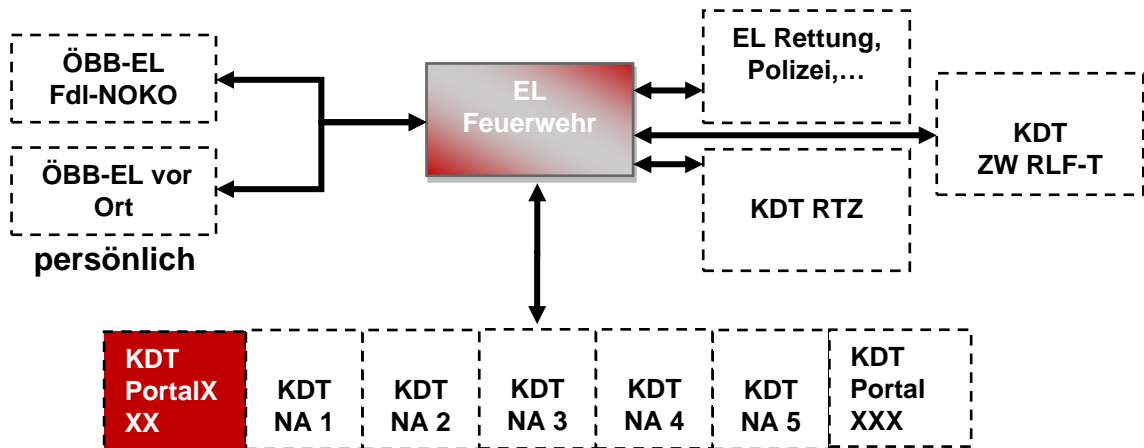 ÖBB-EL
FdI-NOKO
ÖBB-EL vor
Ort
persönlich
EL
Feuerwehr
EL Rettung,
Polizei,…
KDT
ZW RLF-T
KDT RTZ
KDT
PortalX
XX
KDT
NA 1
KDT
NA 2
KDT
NA 3
KDT
NA 4
KDT
NA 5
KDT
Portal
XXX